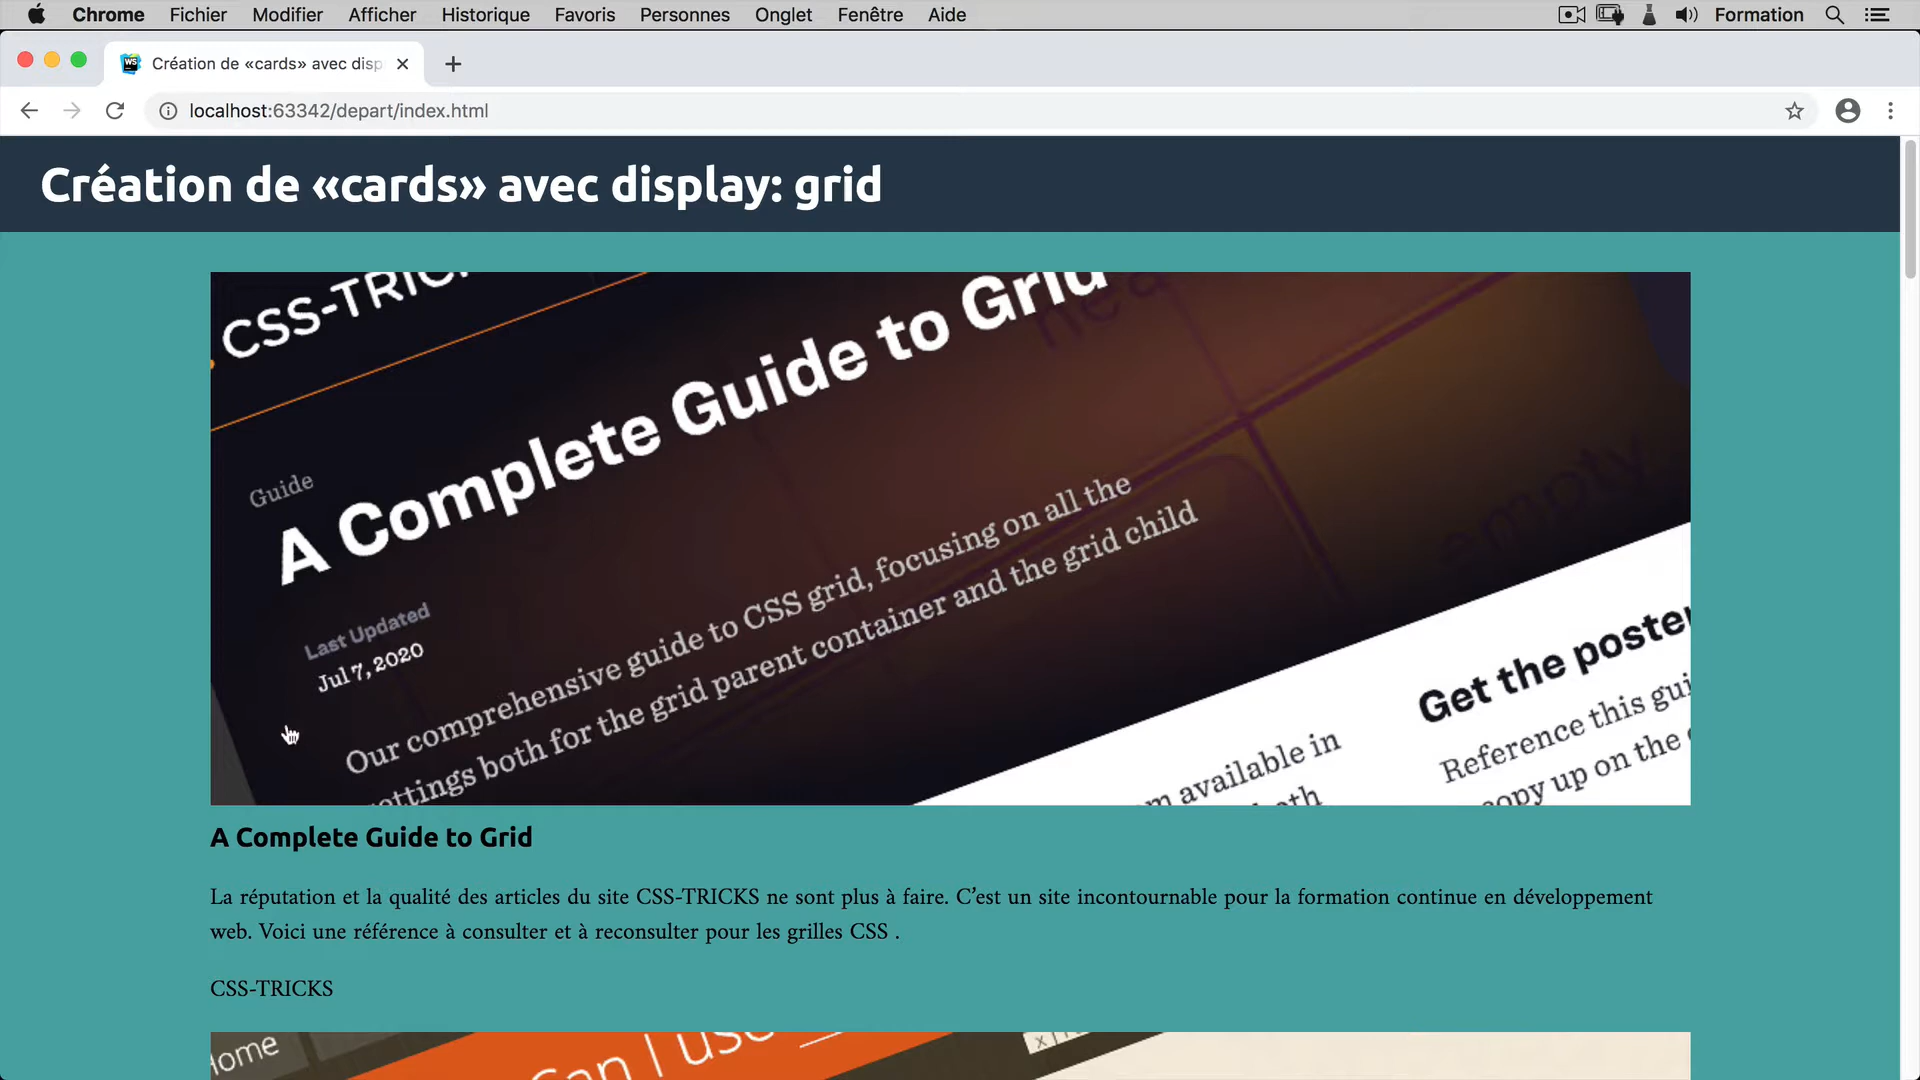 Chrome Fichier Modifier Afficher Historique Favoris Personnes Onglet Fenêtre Aide Formation
WS Création de «cards» avec disp
localhost:63342/depart/index.html
Création de «cards» avec display: grid
CSS-TRIC
Guide
A Complete Guide to Grid
Last Updated
Jul 7, 2020
Our comprehensive guide to CSS grid, focusing on all the
settings both for the grid parent container and the grid child
empty
Get the poster
Reference this gui
copy up on the
m available in
both
A Complete Guide to Grid
La réputation et la qualité des articles du site CSS-TRICKS ne sont plus à faire. C’est un site incontournable pour la formation continue en développement
web. Voici une référence à consulter et à reconsulter pour les grilles CSS .
CSS-TRICKS
Home
Can I use